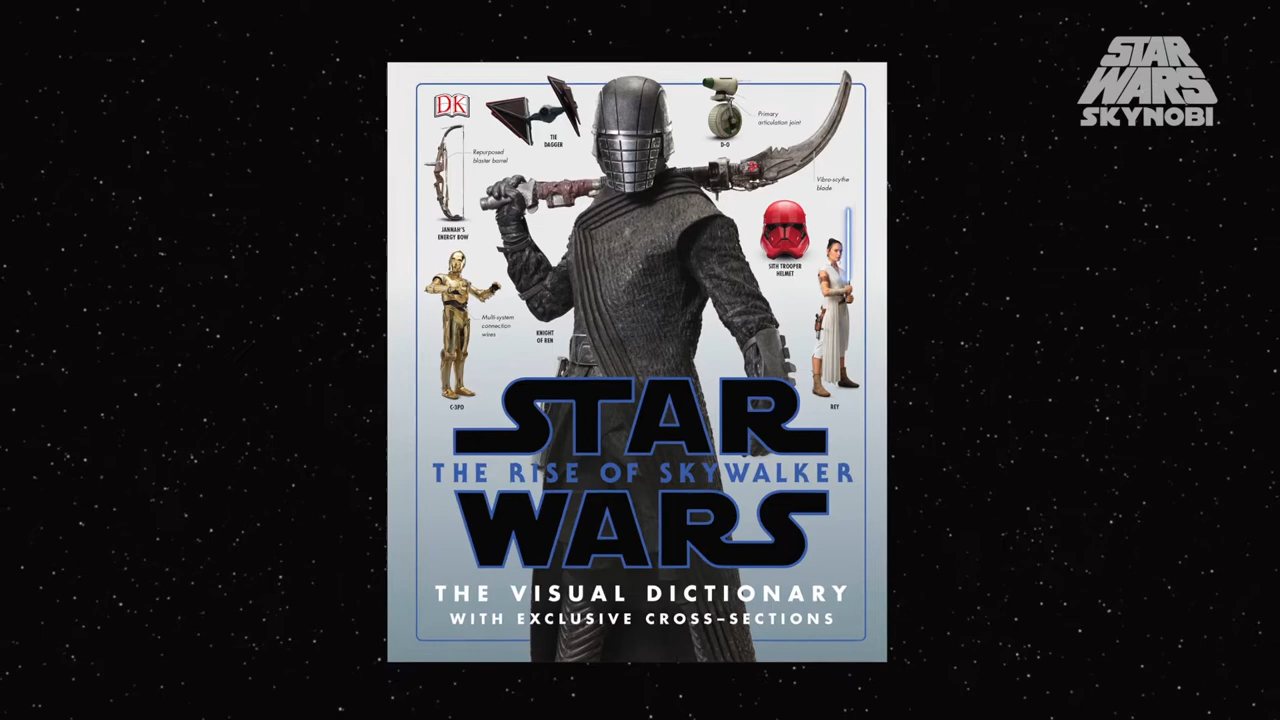 STAR
WARS
SKYNOBI
DK
TIE
DAGGER
Primary
articulation joint
D-O
Repurposed
blaster barrel
Vibro-scythe
blade
JANNAH'S
ENERGY BOW
SITH TROOPER
HELMET
Multi-system
connection
wires
KNIGHT
OF REN
C-3PO
REY
STAR
THE RISE OF SKYWALKER
WARS
THE VISUAL DICTIONARY
WITH EXCLUSIVE CROSS-SECTIONS